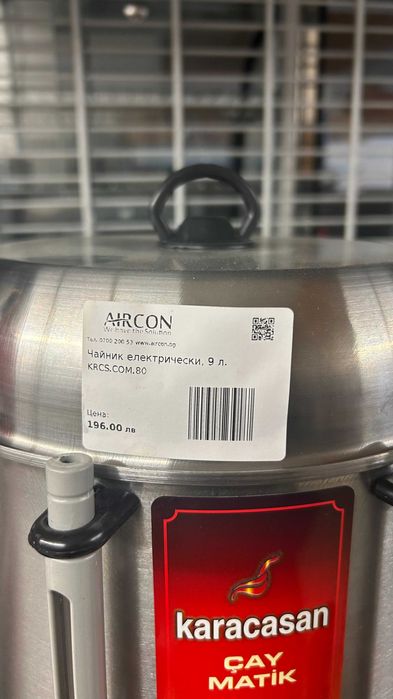 AIRCON
We have the Solution
Тел. 0700 200 53 www.aircon.bg
Чайник електрически, 9 л.
KRCS.COM.80
Цена:
196.00 лв
karacasan
ÇAY
MATİK